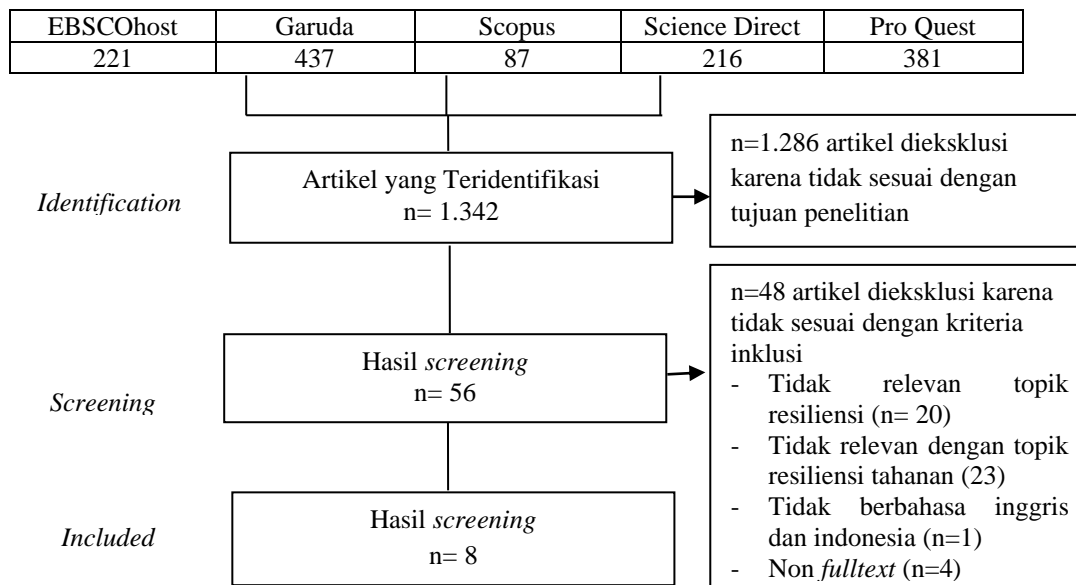 EBSCOhost Garuda Scopus Science Direct Pro Quest
221 437 87 216 381
Identification
Artikel yang Teridentifikasi
n= 1.342
n=1.286 artikel dieksklusi
karena tidak sesuai dengan
tujuan penelitian
Screening
Hasil screening
n= 56
n=48 artikel dieksklusi karena
tidak sesuai dengan kriteria
inklusi
- Tidak relevan topik
resiliensi (n= 20)
- Tidak relevan dengan topik
resiliensi tahanan (23)
- Tidak berbahasa inggris
dan indonesia (n=1)
- Non fulltext (n=4)
Included
Hasil screening
n= 8